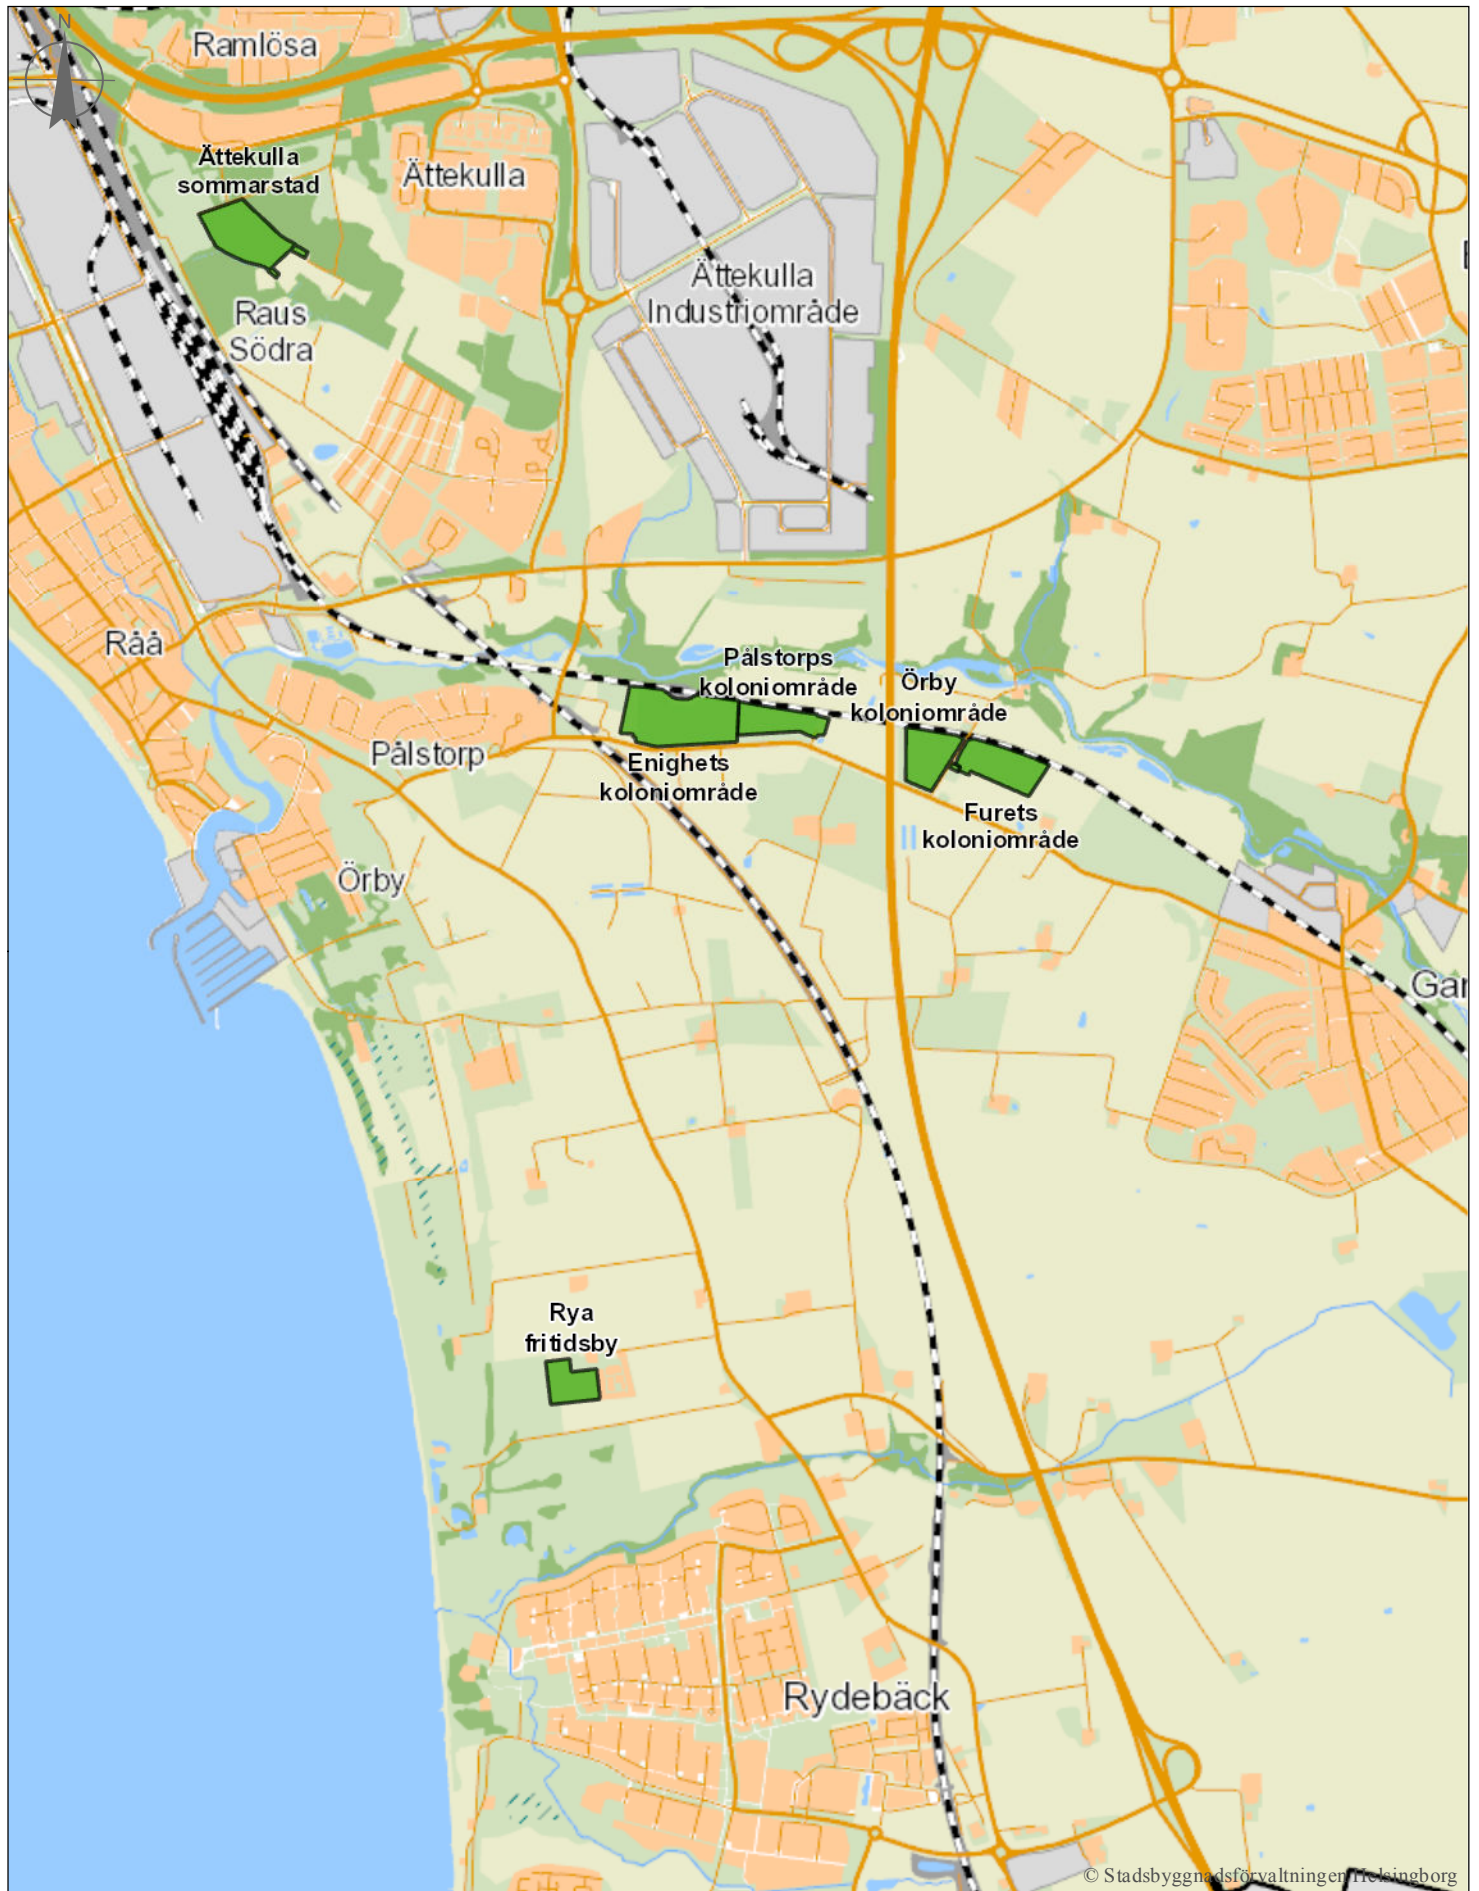 N
Ramlösa
Ättekulla
sommarstad
Ättekulla
Ättekulla
Industriområde
Raus
Södra
Råå
Pålstorps
koloniområde
Örby
koloniområde
Pålstorp
Enighets
koloniområde
Furets
koloniområde
Örby
Gar
Rya
fritidsby
Rydebäck
© Stadsbyggnadsförvaltningen Helsingborg